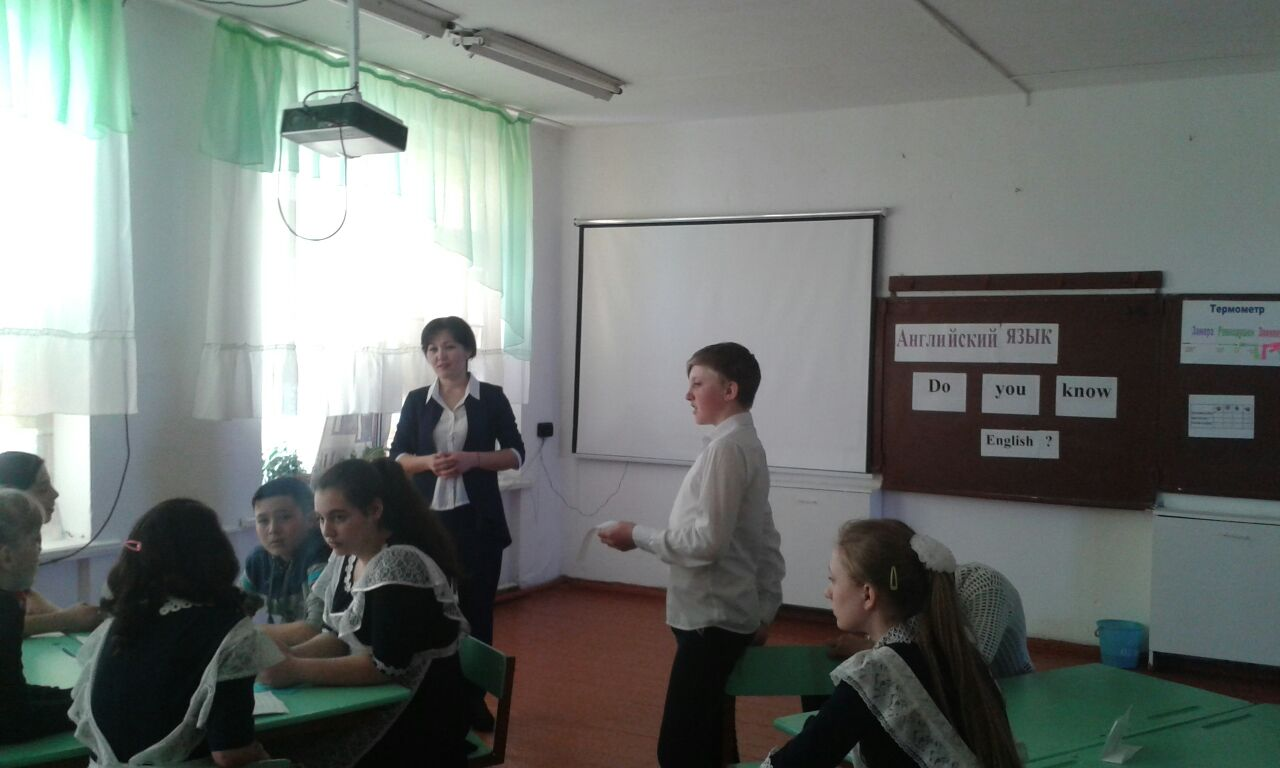 Английский язык
Do you know
English ?
Термометр